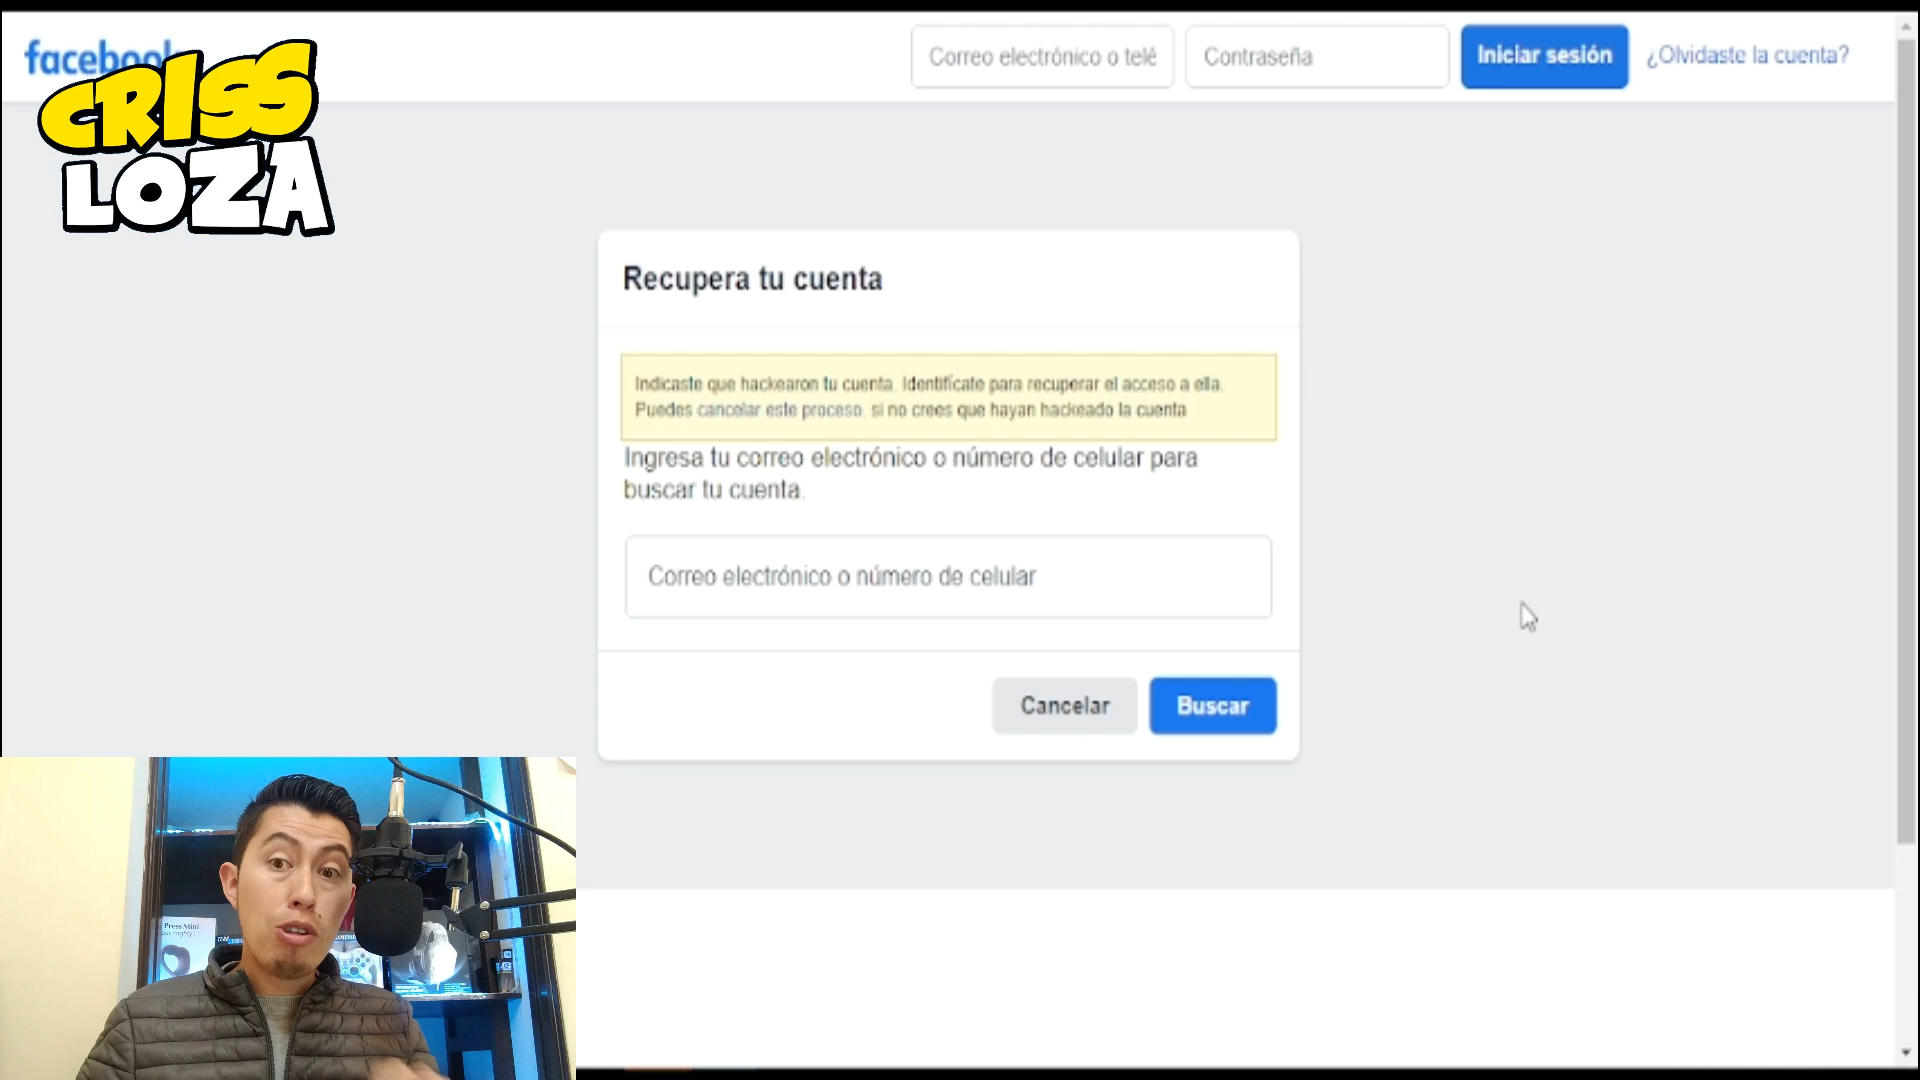 facebook
CRISS
LOZA
Correo electrónico o telé
Contraseña
Iniciar sesión
¿Olvidaste la cuenta?
Recupera tu cuenta
Indicaste que hackearon tu cuenta. Identifícate para recuperar el acceso a ella.
Puedes cancelar este proceso. si no crees que hayan hackeado la cuenta
Ingresa tu correo electrónico o número de celular para
buscar tu cuenta.
Correo electrónico o número de celular
Cancelar
Buscar
Press Mini